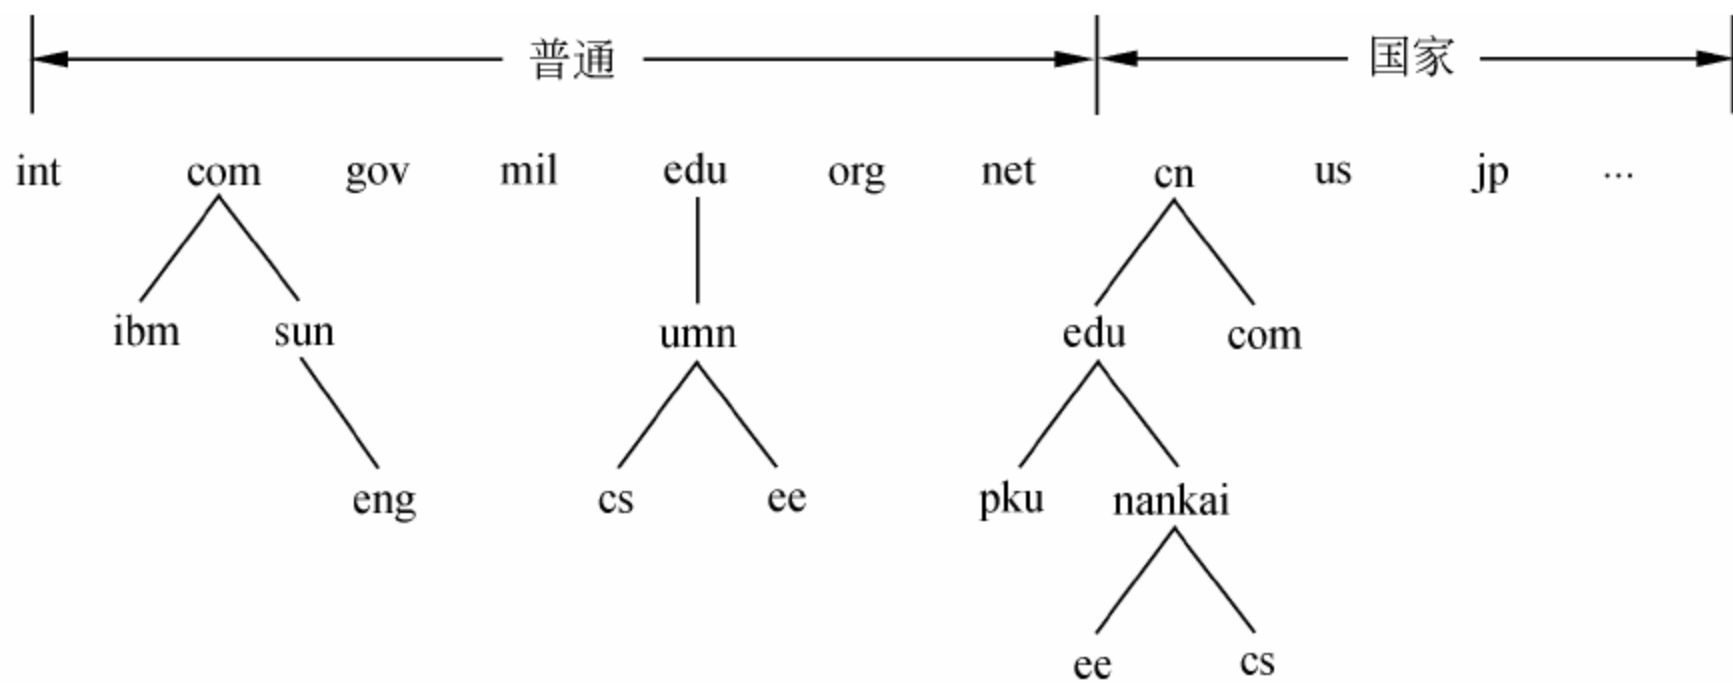 普通 国家
int com gov mil edu org net cn us jp ...
ibm sun umn edu com
eng cs ee pku nankai
ee cs